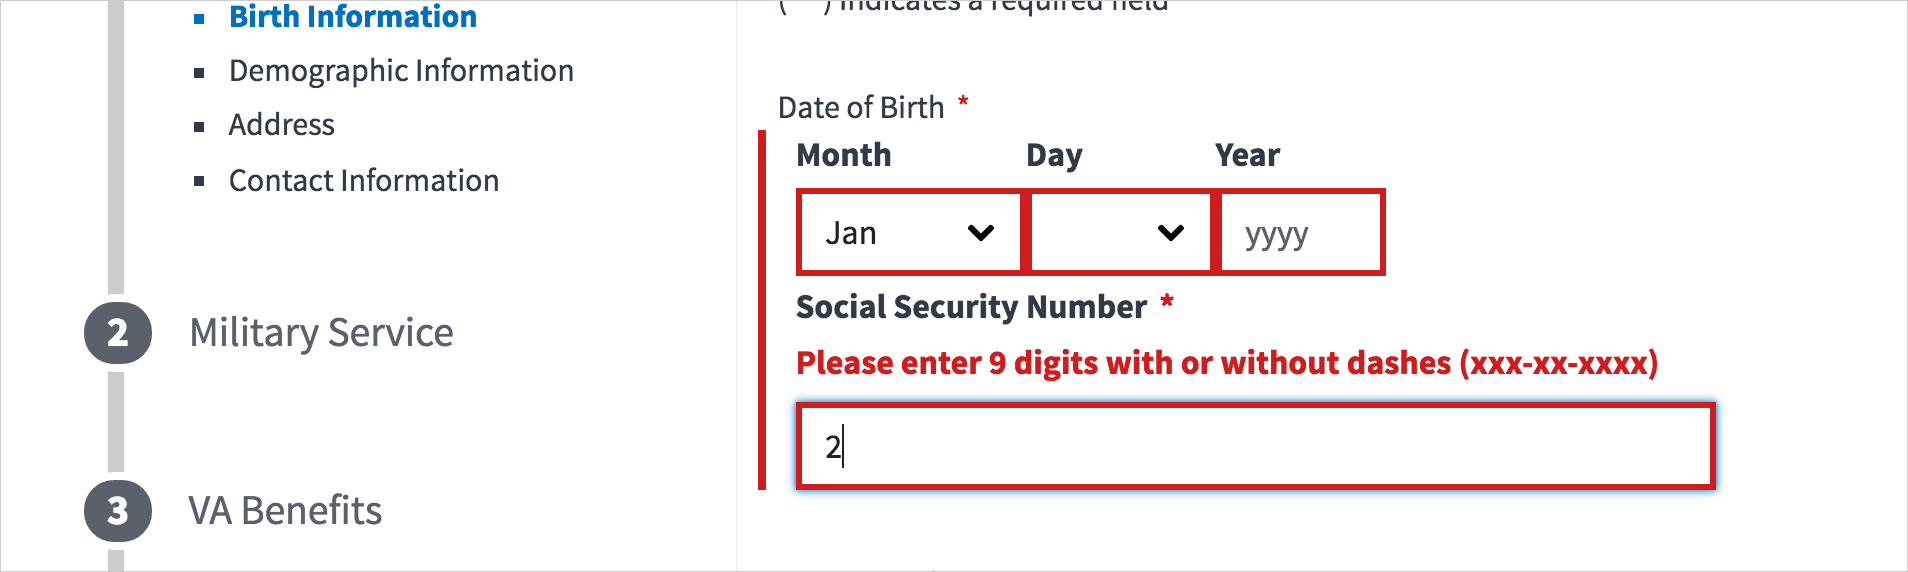 Birth Information
Demographic Information
Address
Contact Information
2 Military Service
3 VA Benefits
( ) indicates a required field
Date of Birth *
Month Day Year
Jan yyyy
Social Security Number *
Please enter 9 digits with or without dashes (xxx-xx-xxxx)
2